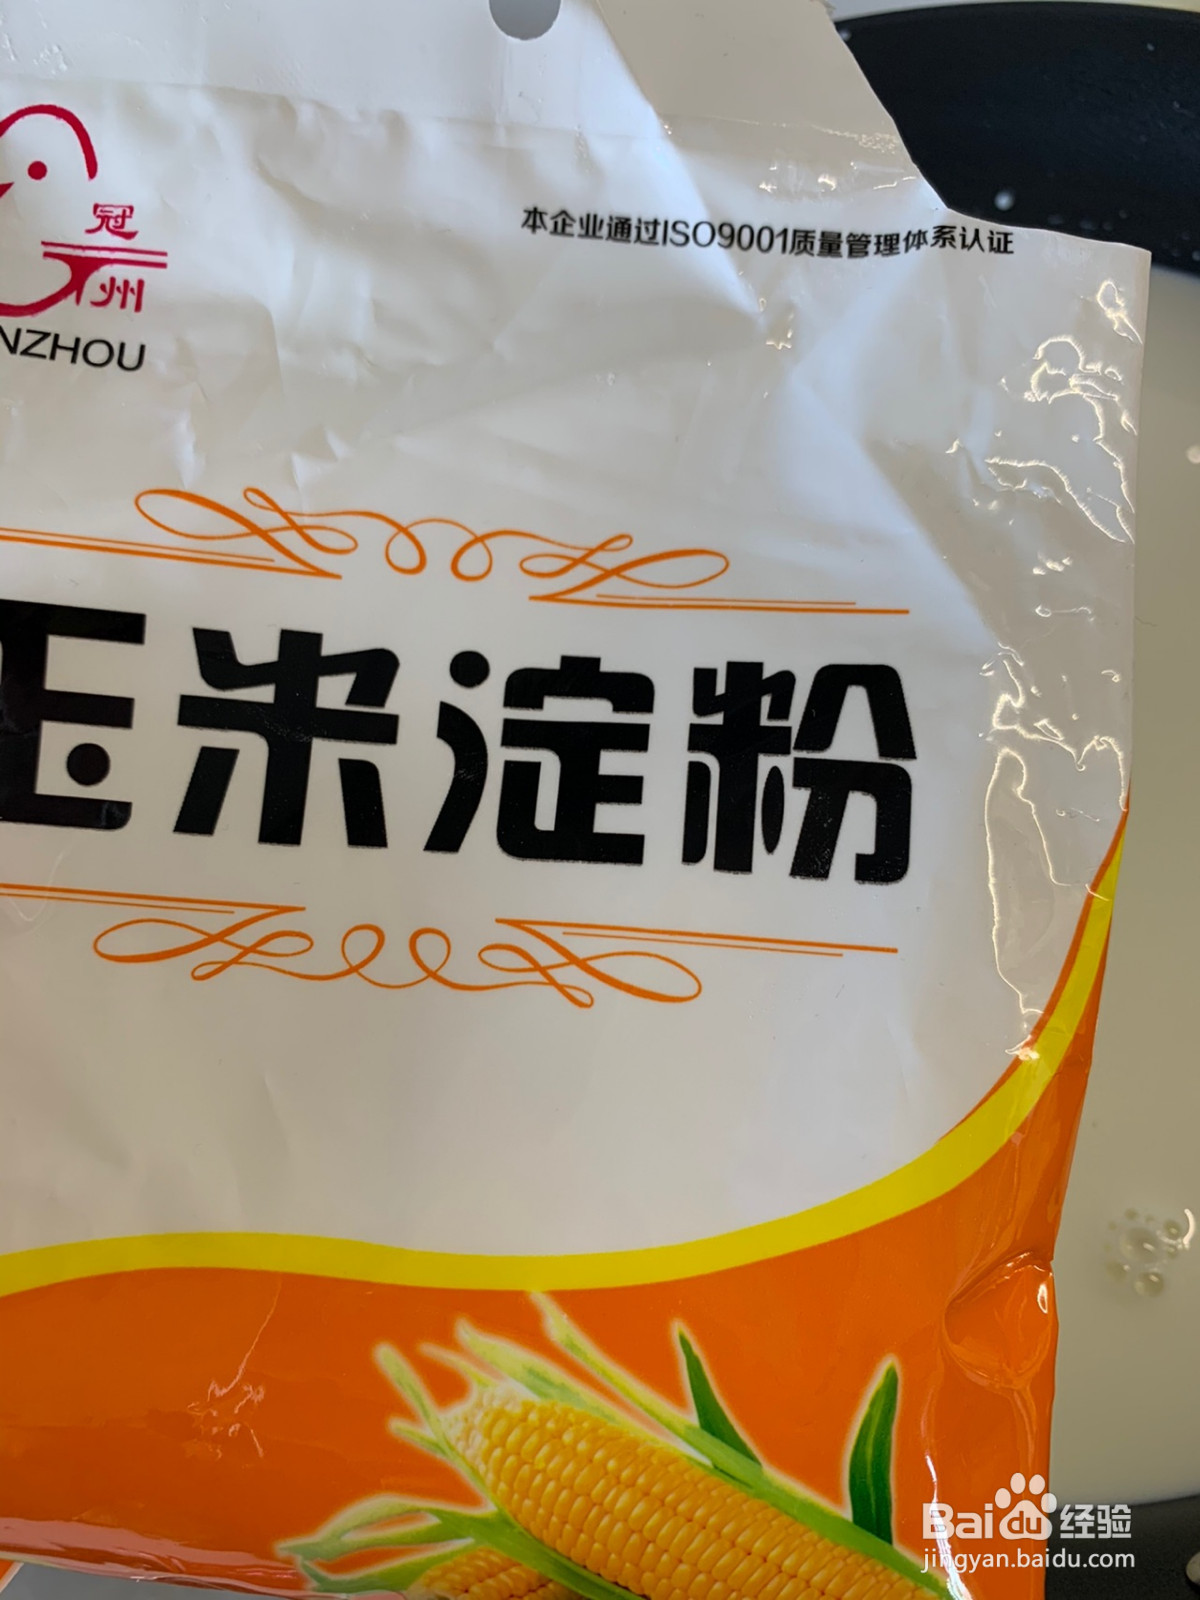 冠
州
NZHOU
本企业通过ISO9001质量管理体系认证
玉米淀粉
Baidu经验
jingyan.baidu.com